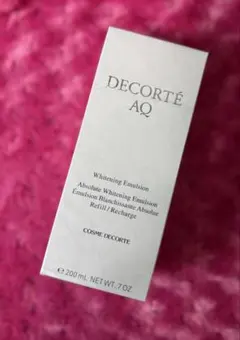 DECORTÉ
AQ
Whitening Emulsion
Absolute Whitening Emulsion
Emulsion Blanchissante Absolue
Refill/Recharge
COSME DECORTE
℮ 200 mL NET WT. 7 OZ